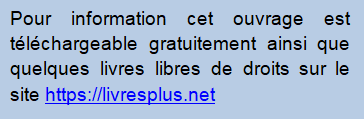 Pour information cet ouvrage est
téléchargeable gratuitement ainsi que
quelques livres libres de droits sur le
site https://livresplus.net